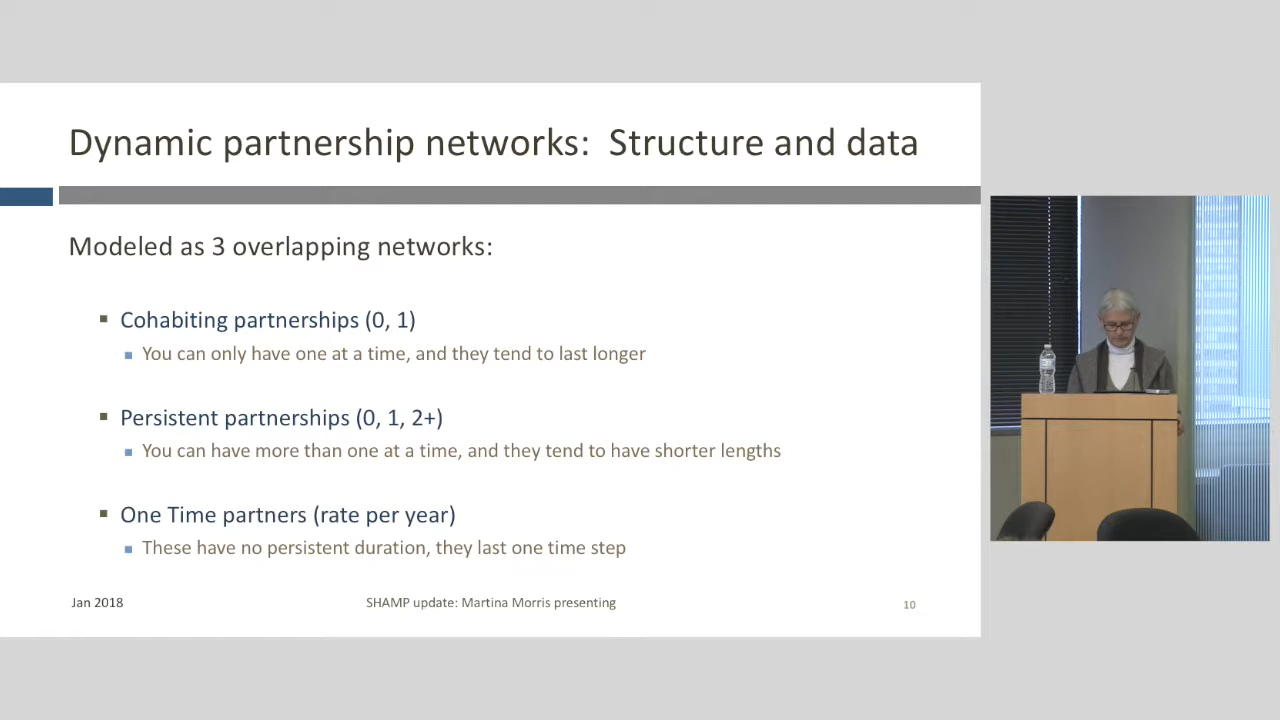 Dynamic partnership networks: Structure and data
Modeled as 3 overlapping networks:
▪ Cohabiting partnerships (0, 1)
▪ You can only have one at a time, and they tend to last longer
▪ Persistent partnerships (0, 1, 2+)
▪ You can have more than one at a time, and they tend to have shorter lengths
▪ One Time partners (rate per year)
▪ These have no persistent duration, they last one time step
Jan 2018
SHAMP update: Martina Morris presenting
10